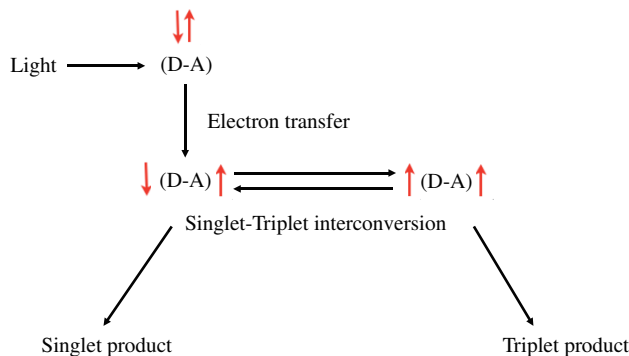 Light
(D-A)
Electron transfer
(D-A)
(D-A)
Singlet-Triplet interconversion
Singlet product
Triplet product